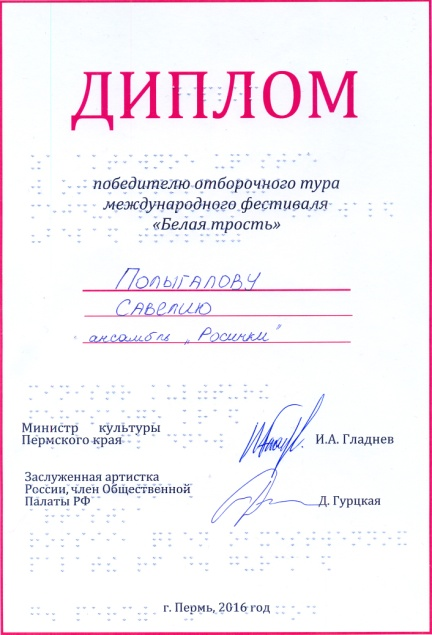 ДИПЛОМ
победителю отборочного тура
международного фестиваля
«Белая трость»
Полыгалову
Савелию
ансамбль „Росинки"
Министр культуры
Пермского края
И.А. Гладнев
Заслуженная артистка
России, член Общественной
Палаты РФ
Д. Гурцкая
г. Пермь, 2016 год